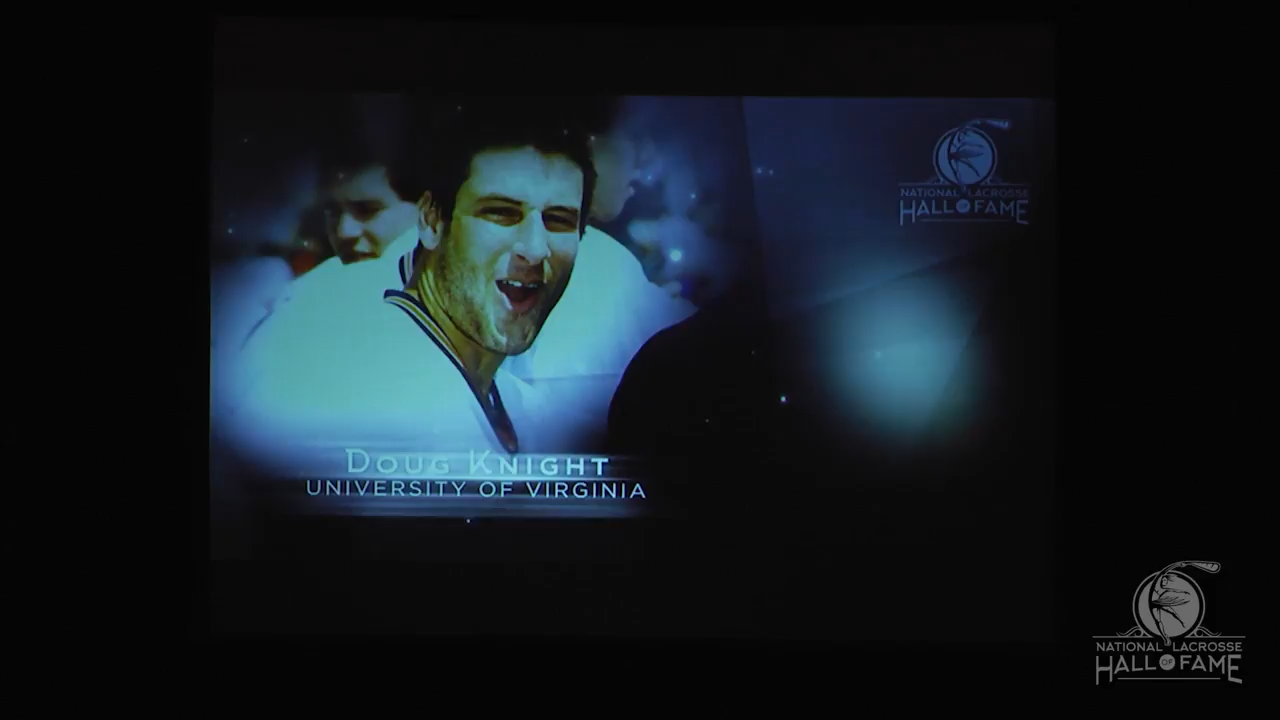 NATIONAL LACROSSE
HALL OF FAME
DOUG KNIGHT
UNIVERSITY OF VIRGINIA
NATIONAL LACROSSE
HALL OF FAME